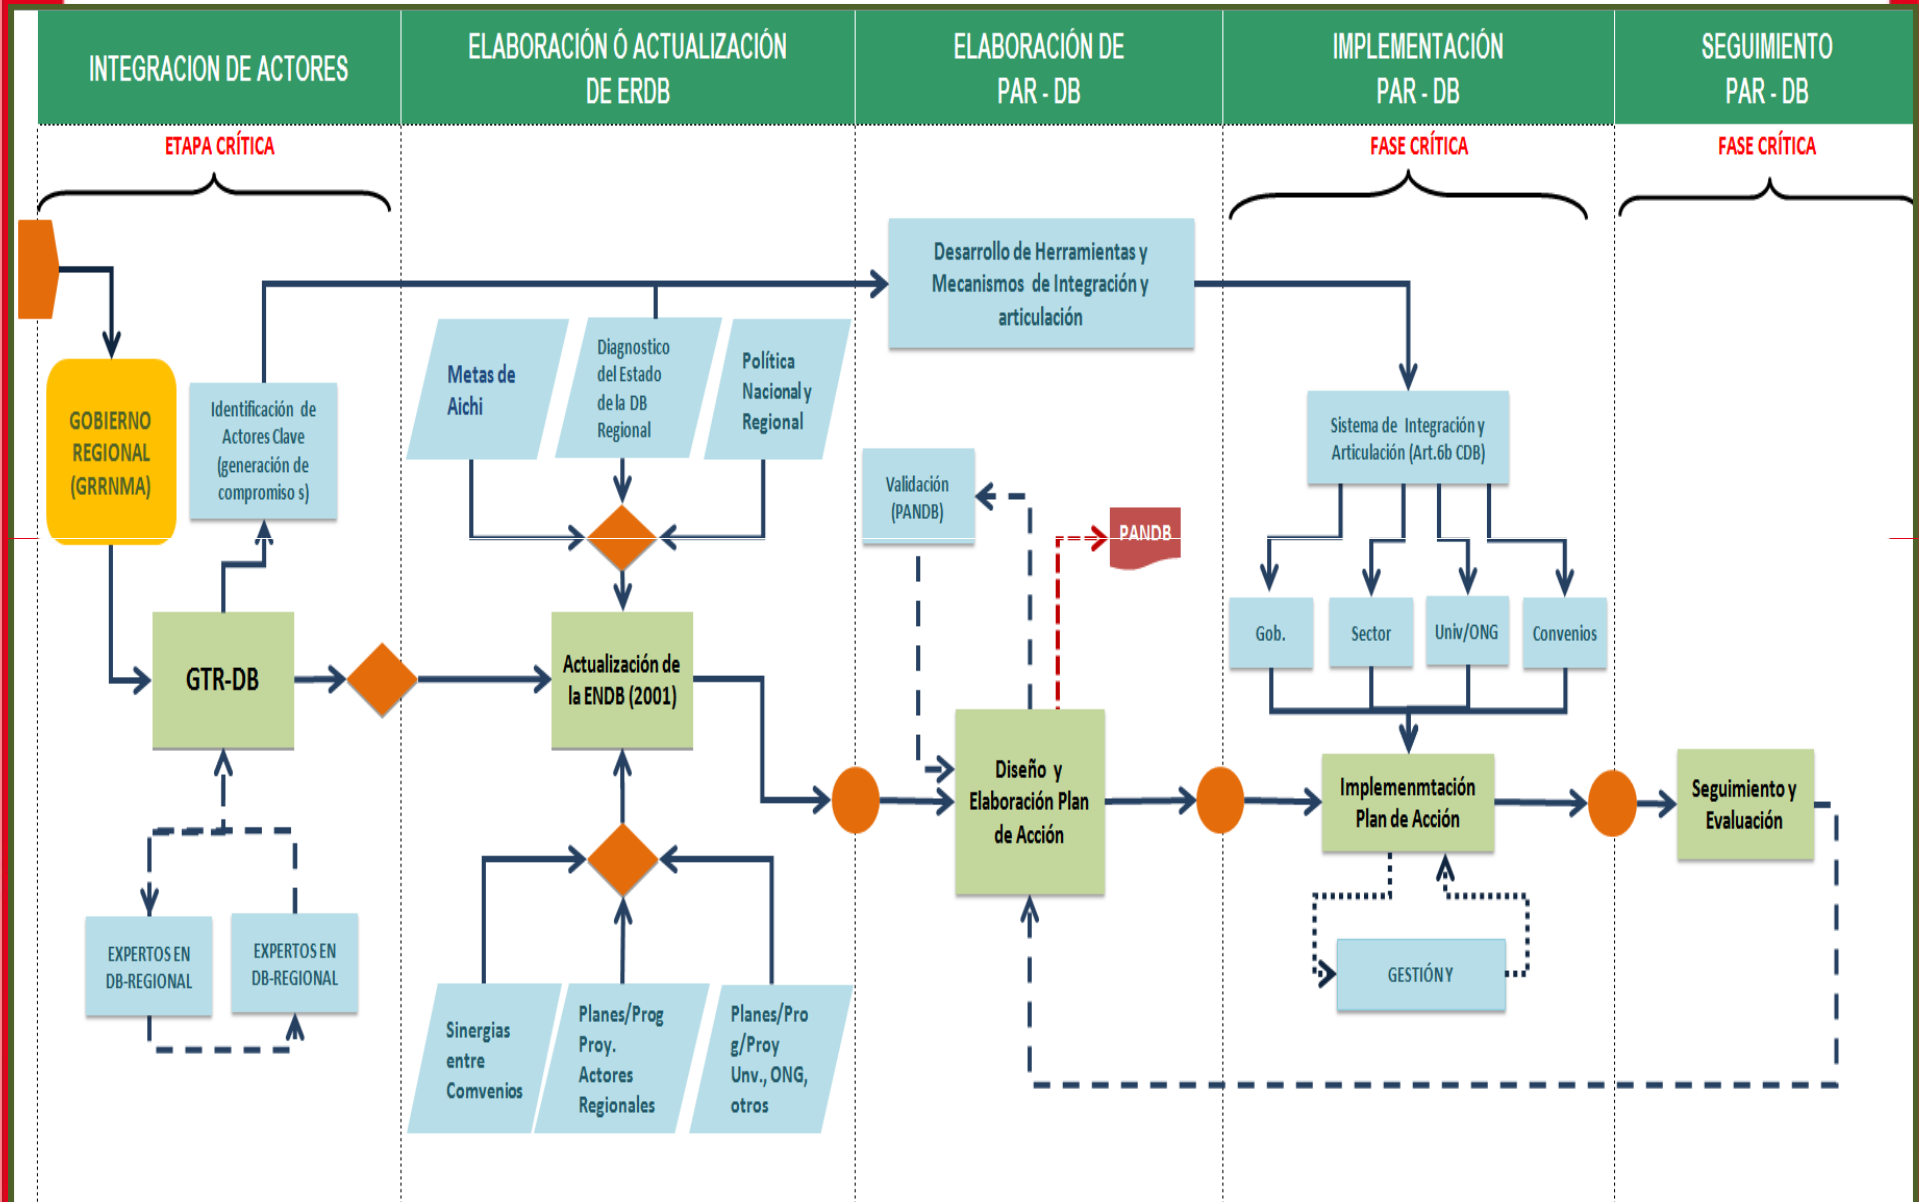 INTEGRACION DE ACTORES
ELABORACIÓN Ó ACTUALIZACIÓN
DE ERDB
ELABORACIÓN DE
PAR - DB
IMPLEMENTACIÓN
PAR - DB
SEGUIMIENTO
PAR - DB
ETAPA CRÍTICA
FASE CRÍTICA
FASE CRÍTICA
GOBIERNO
REGIONAL
(GRRNMA)
Identificación de
Actores Clave
(generación de
compromiso s)
GTR-DB
EXPERTOS EN
DB-REGIONAL
EXPERTOS EN
DB-REGIONAL
Metas de
Aichi
Diagnostico
del Estado
de la DB
Regional
Política
Nacional y
Regional
Actualización de
la ENDB (2001)
Sinergias
entre
Comvenios
Planes/Prog
Proy.
Actores
Regionales
Planes/Pro
g/Proy
Unv., ONG,
otros
Desarrollo de Herramientas y
Mecanismos de Integración y
articulación
Validación
(PANDB)
PANDB
Diseño y
Elaboración Plan
de Acción
Sistema de Integración y
Articulación (Art.6b CDB)
Gob.
Sector
Univ/ONG
Convenios
Implemenmtación
Plan de Acción
GESTIÓN Y
Seguimiento y
Evaluación